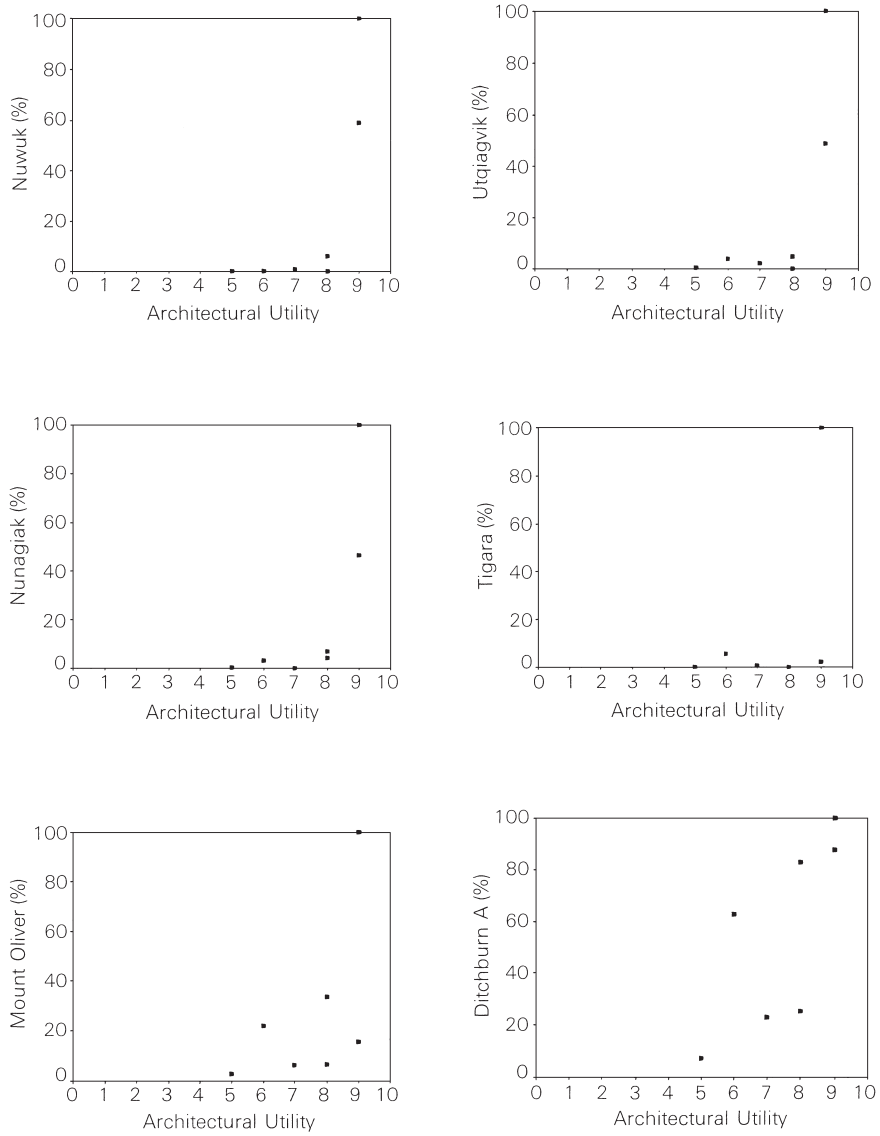 100
80
60
40
20
0
Nuwuk (%)
0 1 2 3 4 5 6 7 8 9 10
Architectural Utility
100
80
60
40
20
0
Utqiagvik (%)
0 1 2 3 4 5 6 7 8 9 10
Architectural Utility
100
80
60
40
20
0
Nunagiak (%)
0 1 2 3 4 5 6 7 8 9 10
Architectural Utility
100
80
60
40
20
0
Tigara (%)
0 1 2 3 4 5 6 7 8 9 10
Architectural Utility
100
80
60
40
20
0
Mount Oliver (%)
0 1 2 3 4 5 6 7 8 9 10
Architectural Utility
100
80
60
40
20
0
Ditchburn A (%)
0 1 2 3 4 5 6 7 8 9 10
Architectural Utility